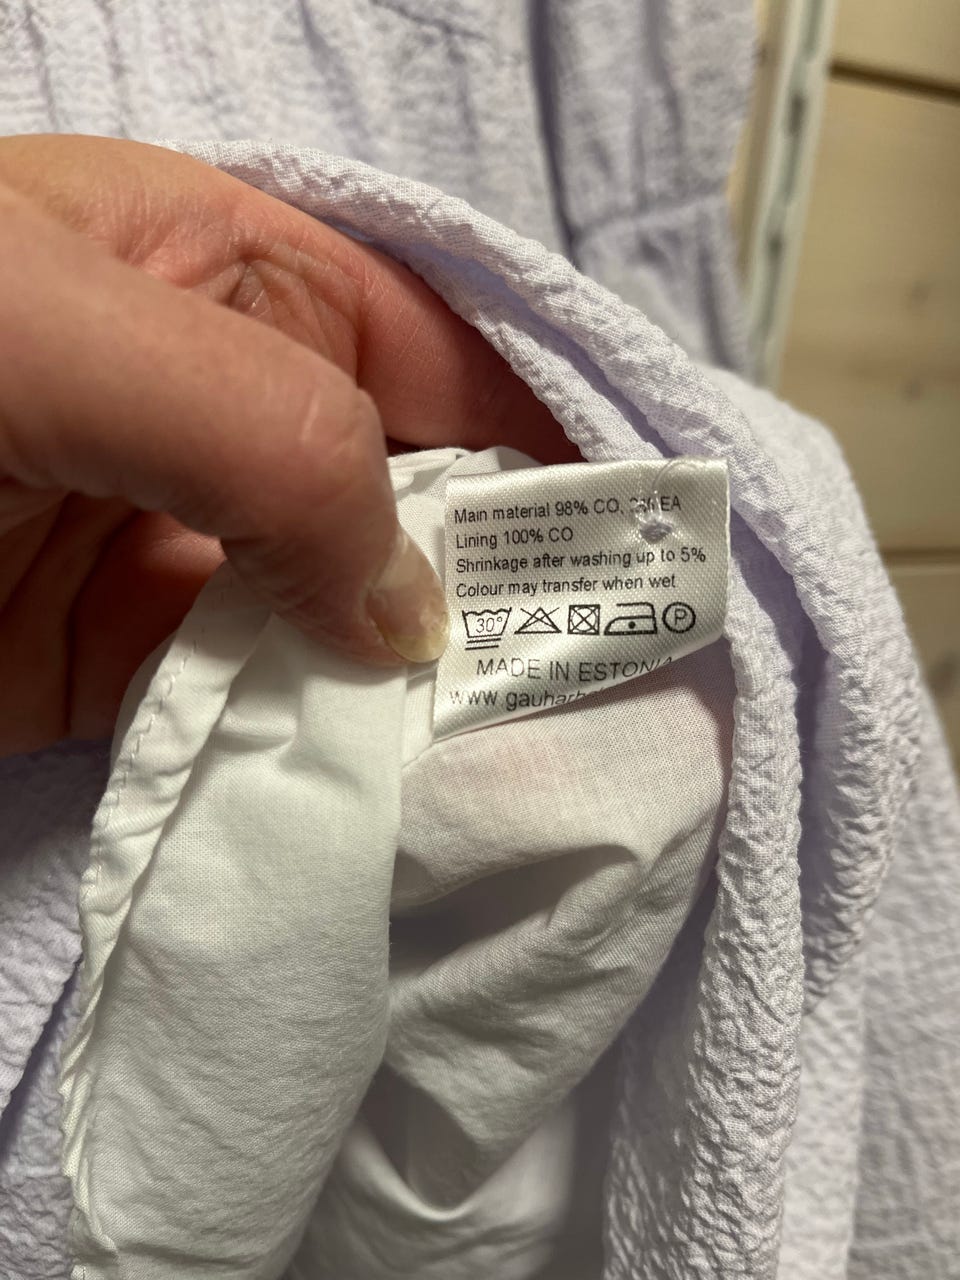 Main material 98% CO, EA
Lining 100% CO
Shrinkage after washing up to 5%
Colour may transfer when wet
30° P
MADE IN ESTONIA
www